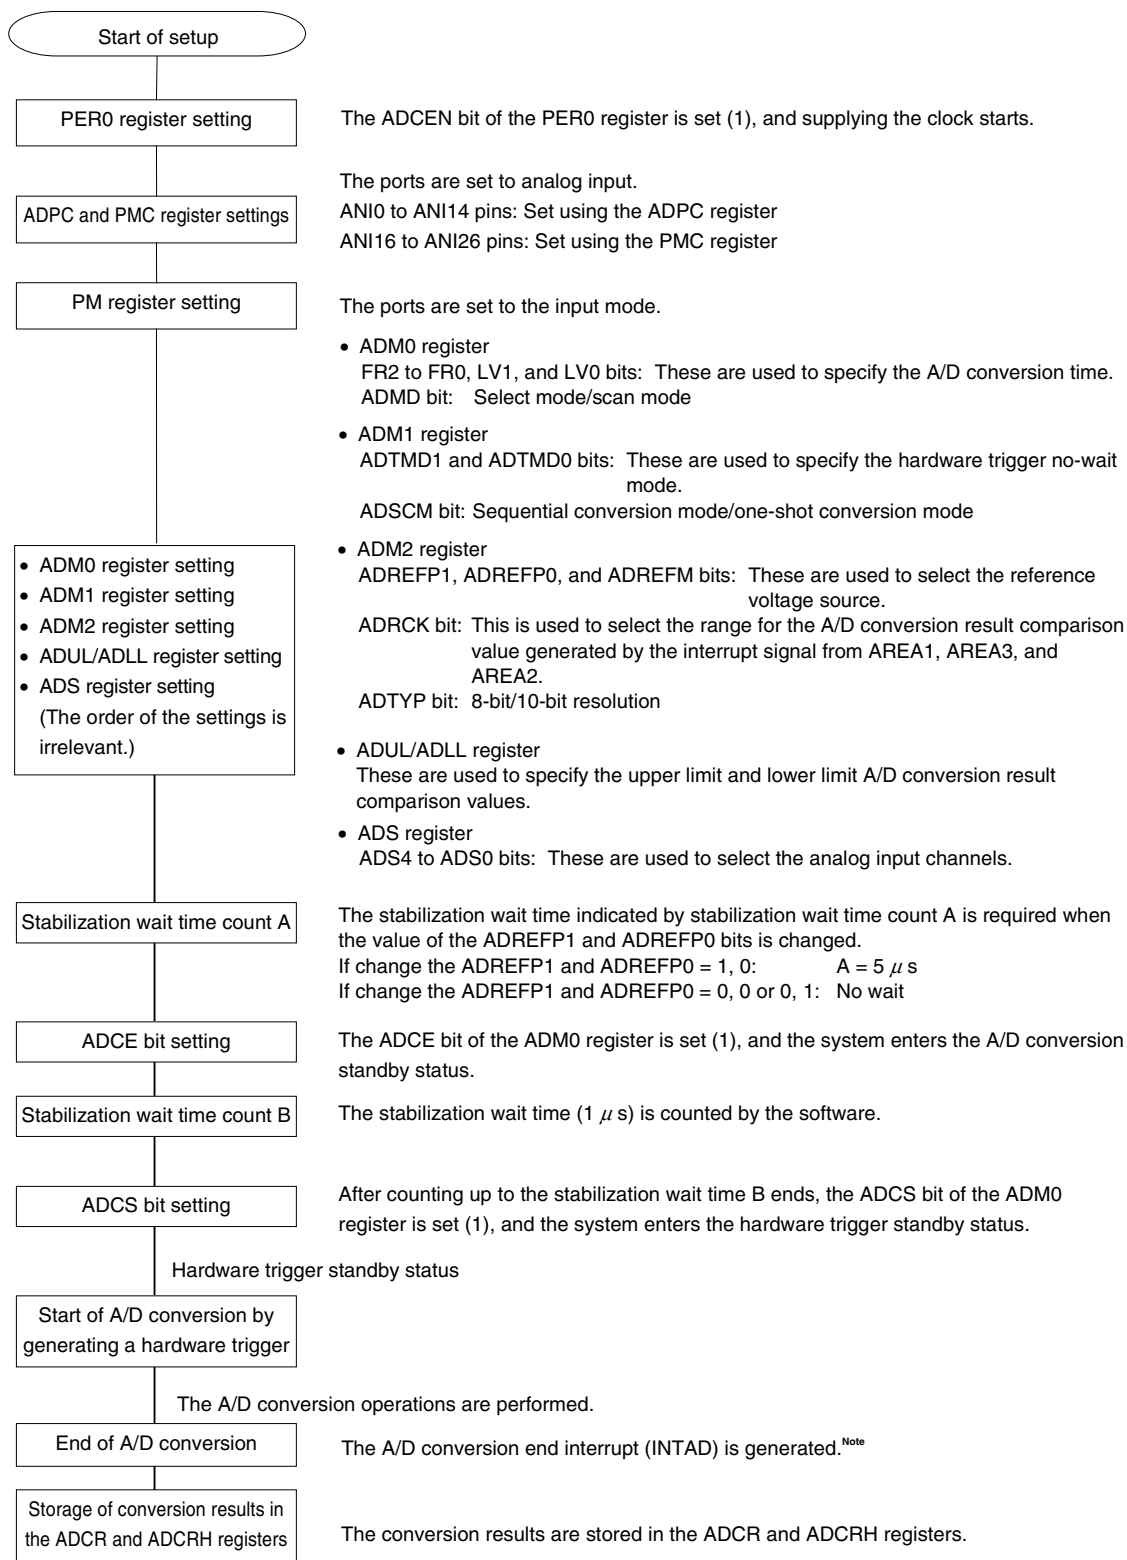 Start of setup
PER0 register setting
The ADCEN bit of the PER0 register is set (1), and supplying the clock starts.
ADPC and PMC register settings
The ports are set to analog input.
ANI0 to ANI14 pins: Set using the ADPC register
ANI16 to ANI26 pins: Set using the PMC register
PM register setting
The ports are set to the input mode.
• ADM0 register setting
• ADM1 register setting
• ADM2 register setting
• ADUL/ADLL register setting
• ADS register setting
(The order of the settings is
irrelevant.)
• ADM0 register
FR2 to FR0, LV1, and LV0 bits: These are used to specify the A/D conversion time.
ADMD bit: Select mode/scan mode
• ADM1 register
ADTMD1 and ADTMD0 bits: These are used to specify the hardware trigger no-wait
mode.
ADSCM bit: Sequential conversion mode/one-shot conversion mode
• ADM2 register
ADREFP1, ADREFP0, and ADREFM bits: These are used to select the reference
voltage source.
ADRCK bit: This is used to select the range for the A/D conversion result comparison
value generated by the interrupt signal from AREA1, AREA3, and
AREA2.
ADTYP bit: 8-bit/10-bit resolution
• ADUL/ADLL register
These are used to specify the upper limit and lower limit A/D conversion result
comparison values.
• ADS register
ADS4 to ADS0 bits: These are used to select the analog input channels.
Stabilization wait time count A
The stabilization wait time indicated by stabilization wait time count A is required when
the value of the ADREFP1 and ADREFP0 bits is changed.
If change the ADREFP1 and ADREFP0 = 1, 0: A = 5 μ s
If change the ADREFP1 and ADREFP0 = 0, 0 or 0, 1: No wait
ADCE bit setting
The ADCE bit of the ADM0 register is set (1), and the system enters the A/D conversion
standby status.
Stabilization wait time count B
The stabilization wait time (1 μ s) is counted by the software.
ADCS bit setting
After counting up to the stabilization wait time B ends, the ADCS bit of the ADM0
register is set (1), and the system enters the hardware trigger standby status.
Hardware trigger standby status
Start of A/D conversion by
generating a hardware trigger
The A/D conversion operations are performed.
End of A/D conversion
The A/D conversion end interrupt (INTAD) is generated.Note
Storage of conversion results in
the ADCR and ADCRH registers
The conversion results are stored in the ADCR and ADCRH registers.